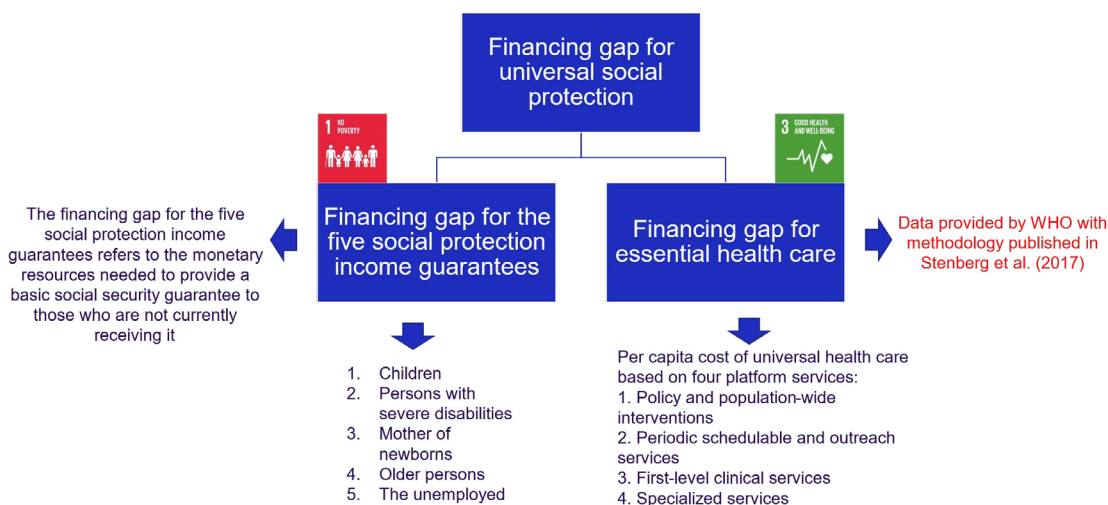 Financing gap for
universal social
protection
1 NO
POVERTY
3 GOOD HEALTH
AND WELL-BEING
The financing gap for the five
social protection income
guarantees refers to the monetary
resources needed to provide a
basic social security guarantee to
those who are not currently
receiving it
Financing gap for the
five social protection
income guarantees
Financing gap for
essential health care
Data provided by WHO with
methodology published in
Stenberg et al. (2017)
1. Children
2. Persons with
severe disabilities
3. Mother of
newborns
4. Older persons
5. The unemployed
Per capita cost of universal health care
based on four platform services:
1. Policy and population-wide
interventions
2. Periodic schedulable and outreach
services
3. First-level clinical services
4. Specialized services